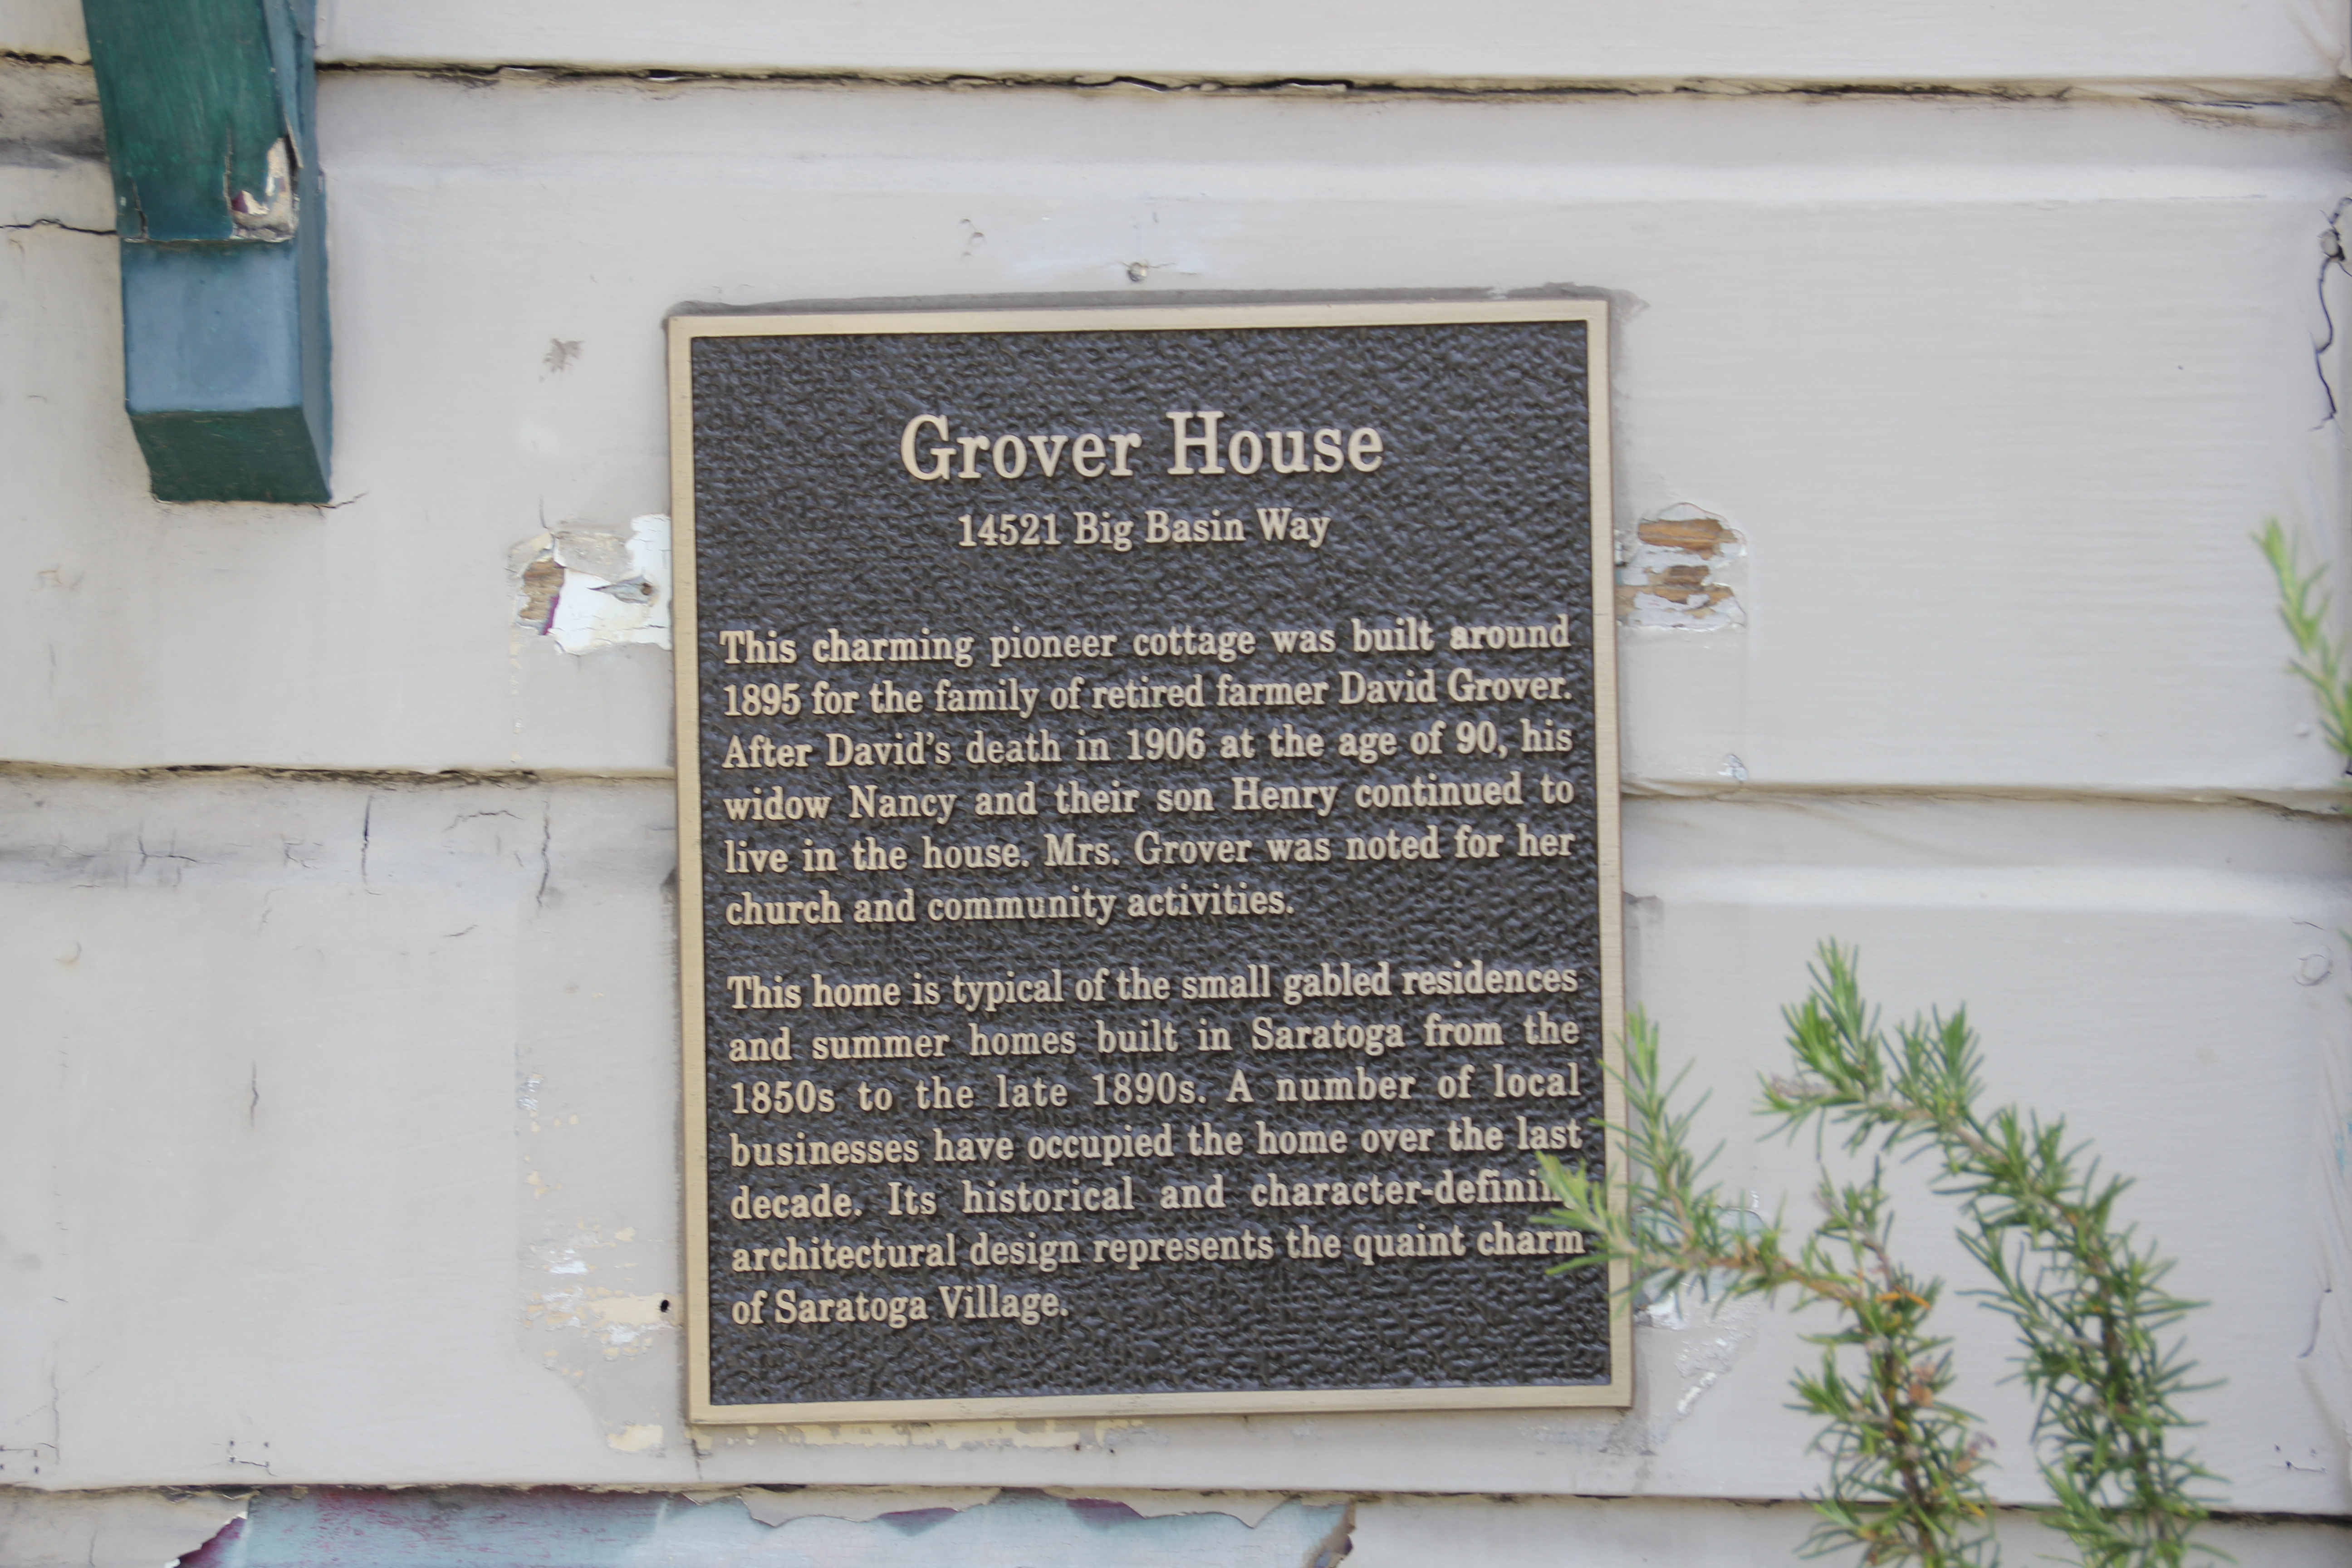 Grover House
14521 Big Basin Way
This charming pioneer cottage was built around
1895 for the family of retired farmer David Grover.
After David's death in 1906 at the age of 90, his
widow Nancy and their son Henry continued to
live in the house. Mrs. Grover was noted for her
church and community activities.
This home is typical of the small gabled residences
and summer homes built in Saratoga from the
1850s to the late 1890s. A number of local
businesses have occupied the home over the last
decade. Its historical and character-defining
architectural design represents the quaint charm
of Saratoga Village.